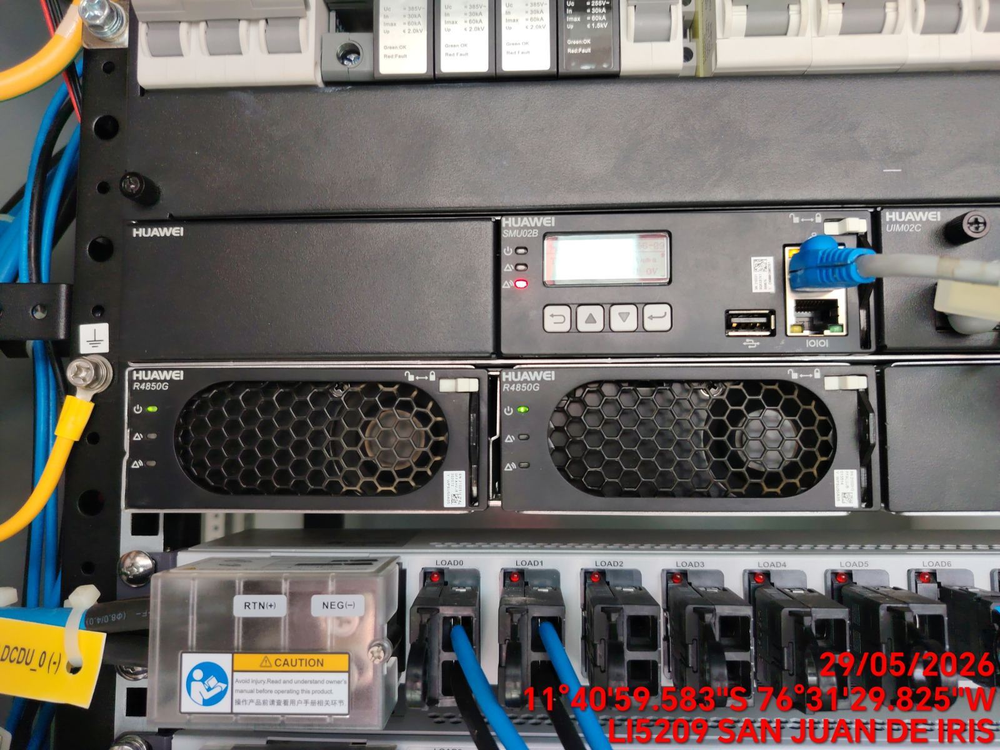 Uc = 385V~
In = 30kA
Imax = 60kA
Up ≤ 2.0kV
Green:OK
Red:Fault
Uc = 385V~
In = 30kA
Imax = 60kA
Up ≤ 2.0kV
Green:OK
Red:Fault
Uc = 385V~
In = 30kA
Imax = 60kA
Up ≤ 2.0kV
Green:OK
Red:Fault
Uc = 255V~
In = 30kA
Imax = 60kA
Up ≤ 1.5kV
Green:OK
Red:Fault
HUAWEI
HUAWEI
SMU02B
HUAWEI
UIM02C
IOIOI
HUAWEI
R4850G
HUAWEI
R4850G
LOAD0
LOAD1
LOAD2
LOAD3
LOAD4
LOAD5
LOAD6
RTN(+)
NEG(-)
(Φ8.0/4.0)
DCDU_0 (-)
CAUTION
Avoid injury.Read and understand owner's
manual before operating this product.
操作产品前请查看用户手册相关环节.
29/05/2026
11°40'59.583"S 76°31'29.825"W
LI5209 SAN JUAN DE IRIS